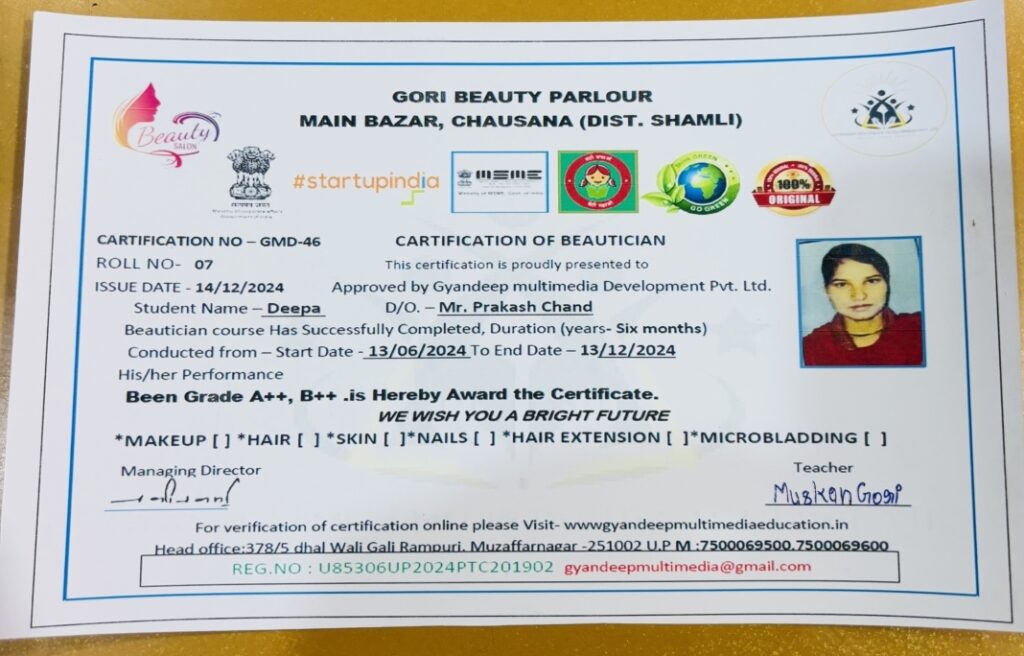 GORI BEAUTY PARLOUR
MAIN BAZAR, CHAUSANA (DIST. SHAMLI)
Beauty
SALON
सत्यमेव जयते
#startupindia
MSME
100%
ORIGINAL
GO GREEN
CERTIFICATION NO – GMD-46
CERTIFICATION OF BEAUTICIAN
ROLL NO- 07
This certification is proudly presented to
ISSUE DATE - 14/12/2024
Approved by Gyandeep multimedia Development Pvt. Ltd.
Student Name – Deepa D/O. – Mr. Prakash Chand
Beautician course Has Successfully Completed, Duration (years- Six months)
Conducted from – Start Date - 13/06/2024 To End Date – 13/12/2024
His/her Performance
Been Grade A++, B++ .is Hereby Award the Certificate.
WE WISH YOU A BRIGHT FUTURE
*MAKEUP [ ] *HAIR [ ] *SKIN [ ]*NAILS [ ] *HAIR EXTENSION [ ]*MICROBLADDING [ ]
Managing Director
Teacher
Muskan Gori
For verification of certification online please Visit- wwwgyandeepmultimediaeducation.in
Head office:378/5 dhal Wali Gali Rampuri, Muzaffarnagar -251002 U.P M :7500069500,7500069600
REG.NO : U85306UP2024PTC201902 gyandeepmultimedia@gmail.com